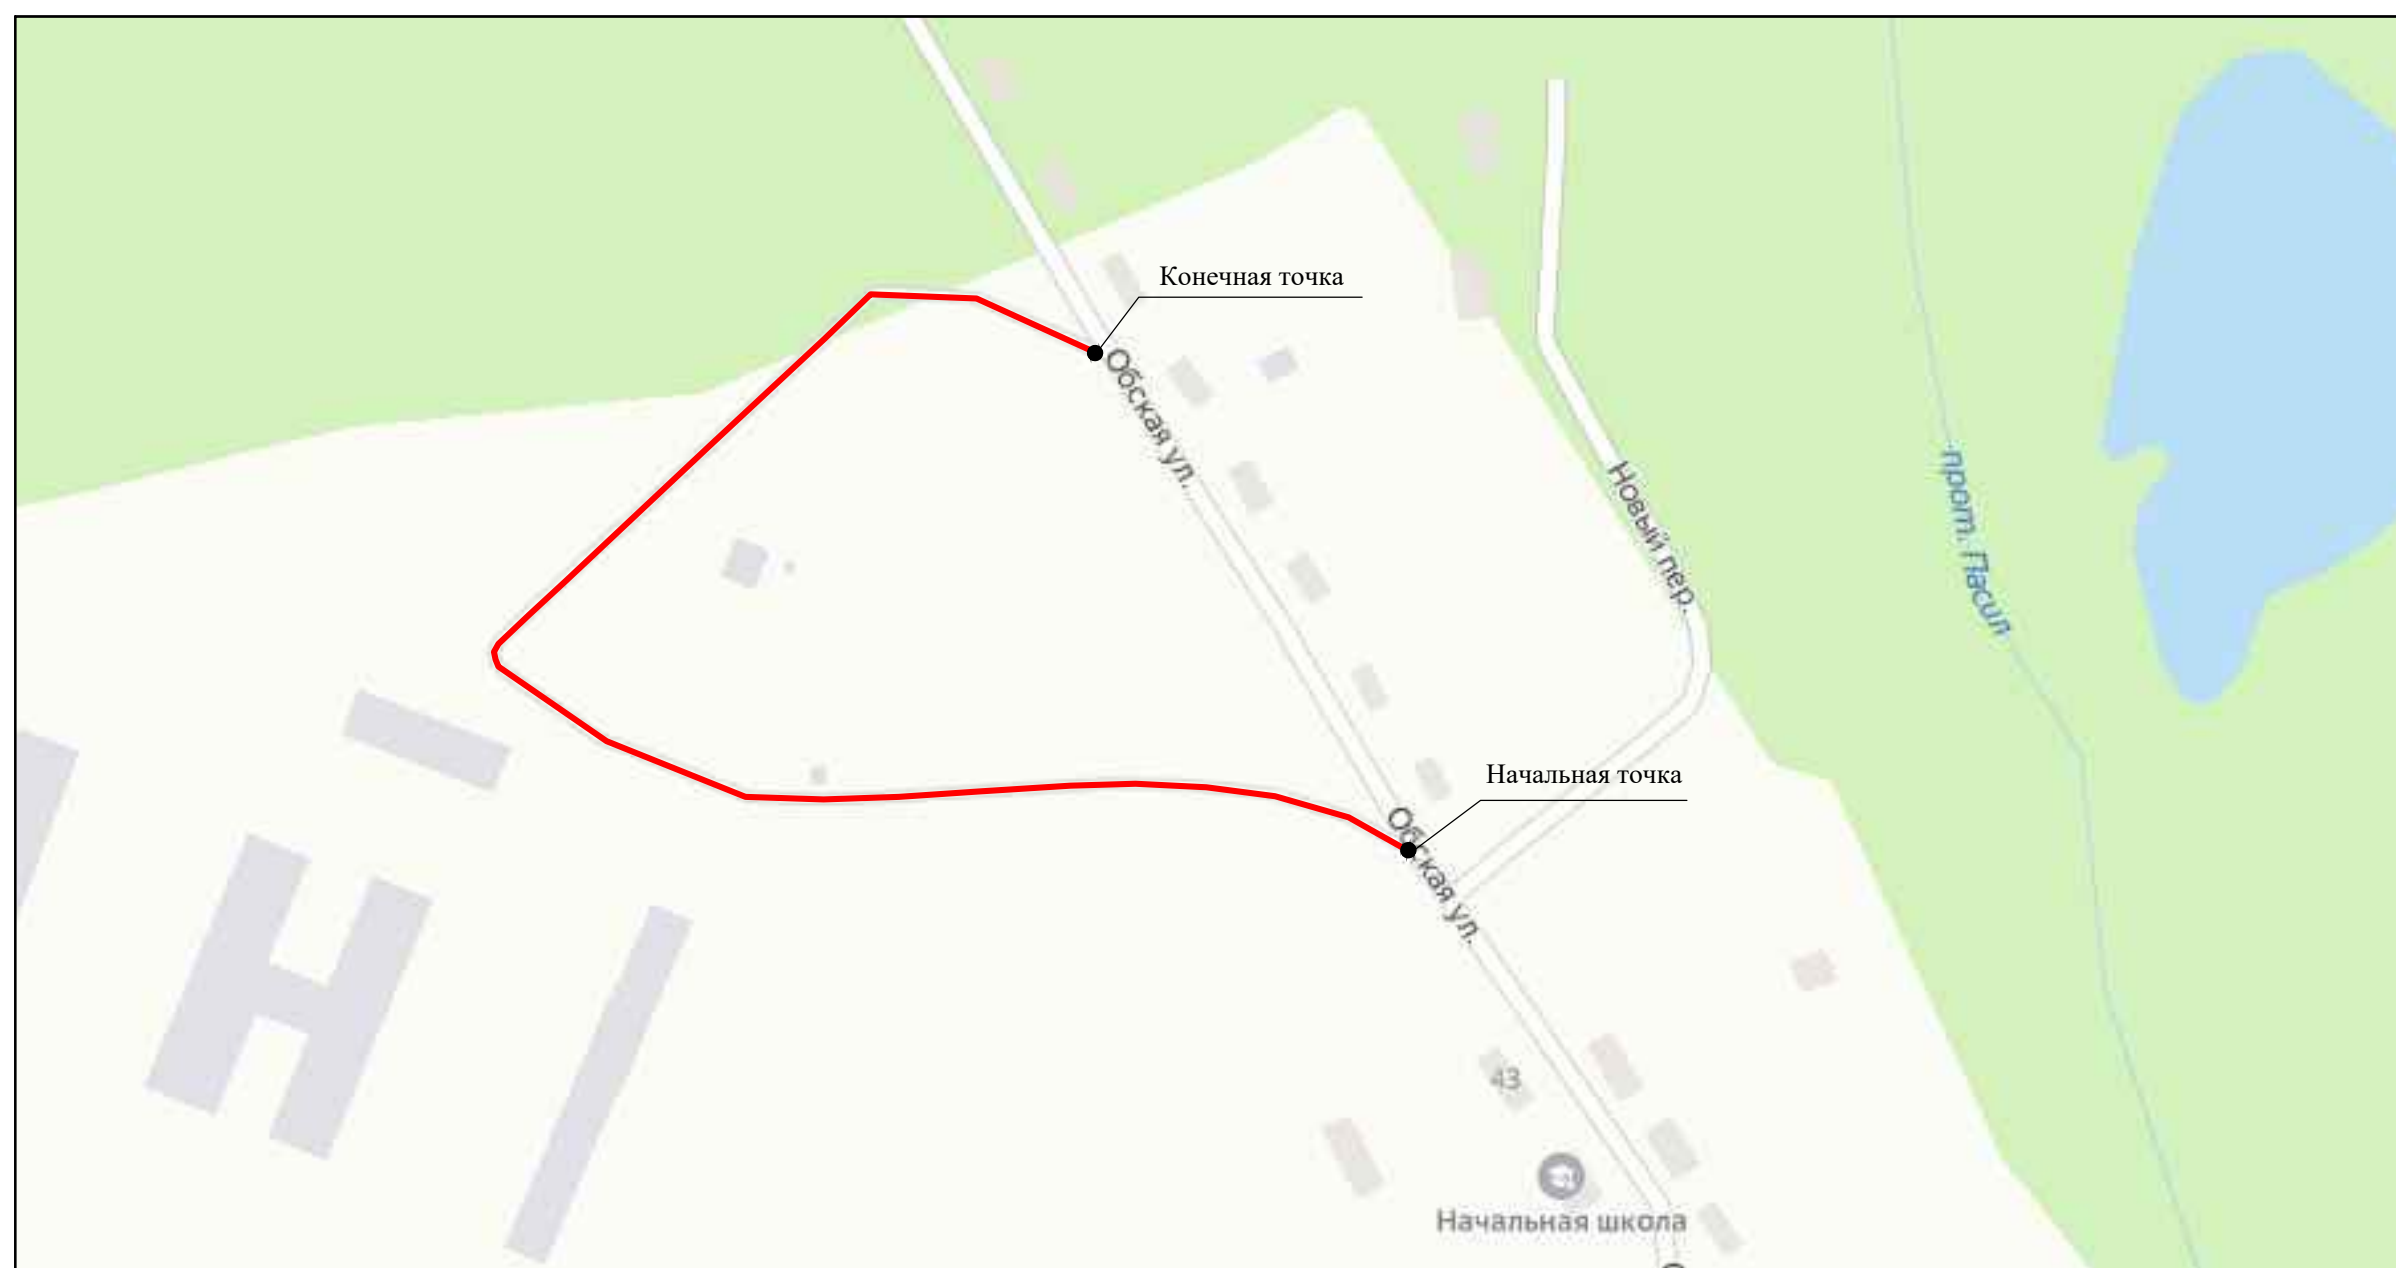 Конечная точка
Обская ул.
Новый пер.
прот. Пасил
Начальная точка
Обская ул.
43
Начальная школа
О